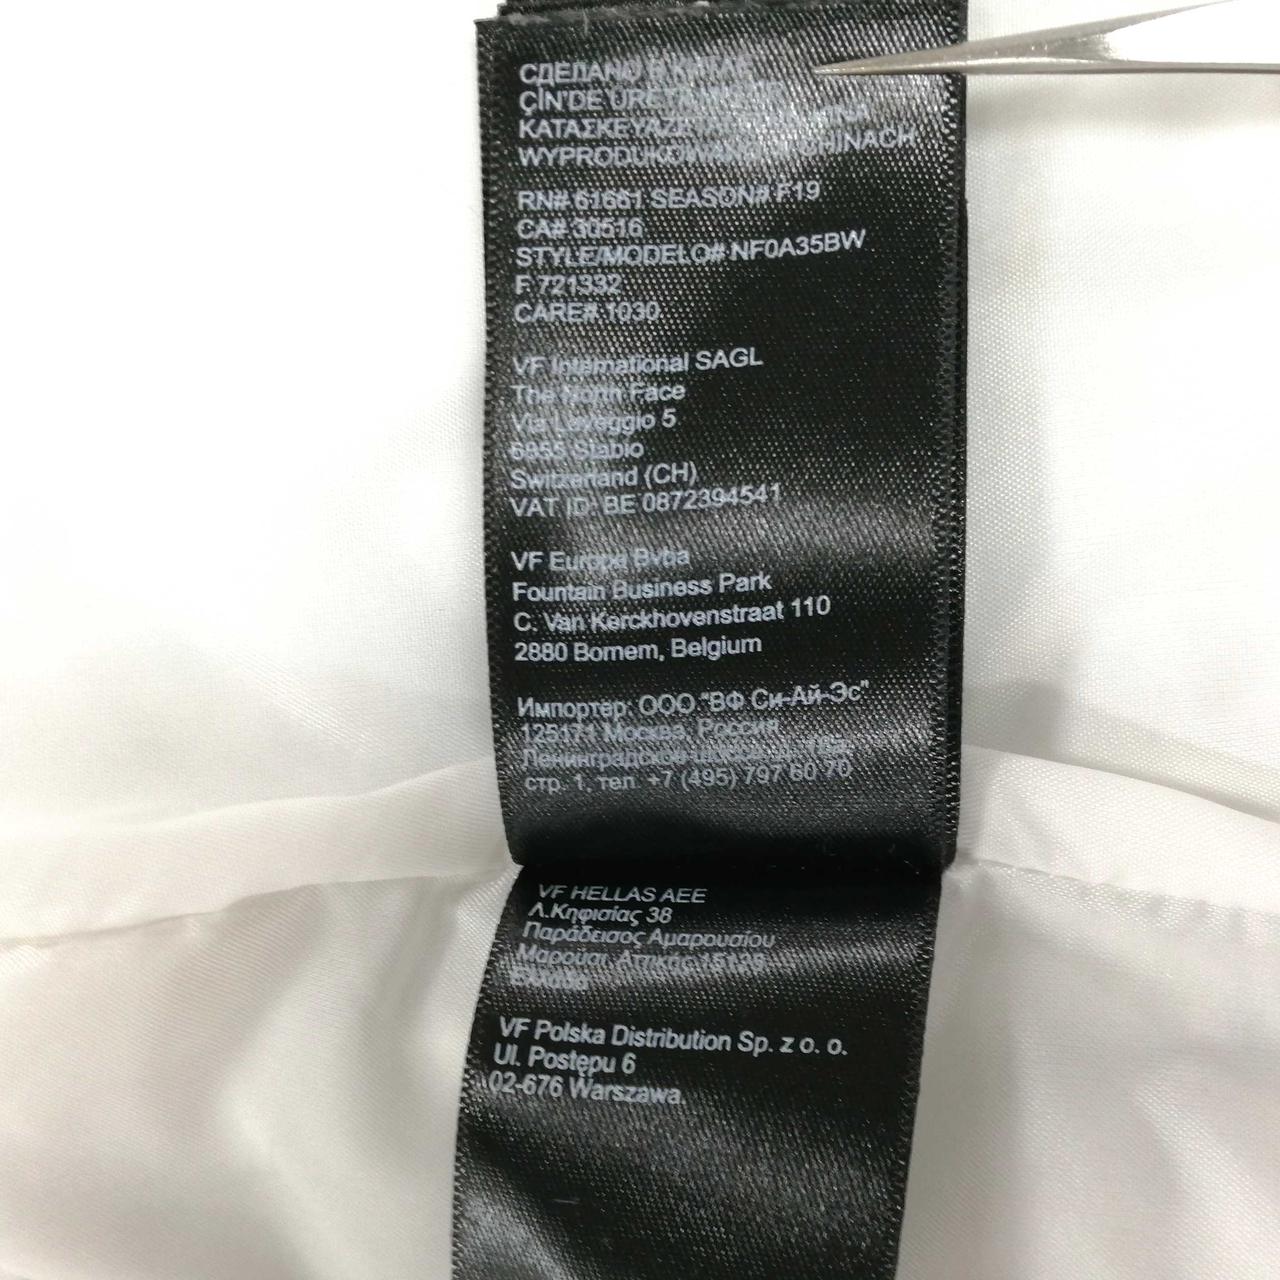 СДЕЛАНО В КИТАЕ
ÇİN'DE
ΚΑΤΑΣΚΕΥΑΖΕΤΑΙ
WYPRODUKOWANO W CHINACH
RN# 61661 SEASON# F19
CA# 30516
STYLE/MODELO# NF0A35BW
F 721332
CARE# 1030
VF International SAGL
The North Face
Via Laveggio 5
6855 Stabio
Switzerland (CH)
VAT ID: BE 0872394541
VF Europe Bvba
Fountain Business Park
C. Van Kerckhovenstraat 110
2880 Bornem, Belgium
Импортер: ООО "ВФ Си-Ай-Эс"
125171 Москва, Россия
Ленинградское шоссе
стр. 1, тел. +7 (495) 797 60 70
VF HELLAS AEE
Λ.Κηφισίας 38
Παράδεισος Αμαρουσίου
Μαρούσι, Αττικής 15125
Ελλάδα
VF Polska Distribution Sp. z o. o.
Ul. Postępu 6
02-676 Warszawa.